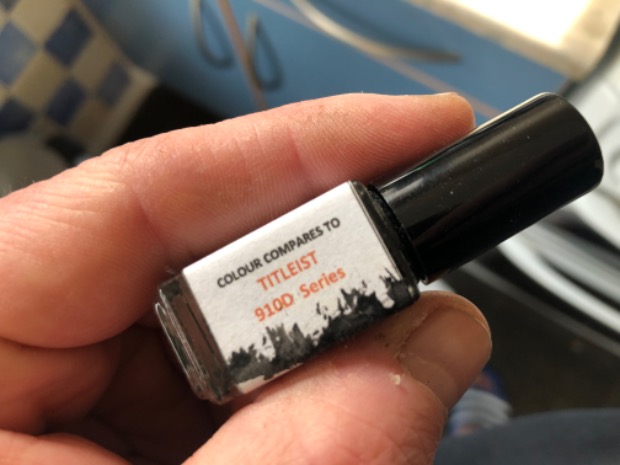 COLOUR COMPARES TO
TITLEIST
910D Series